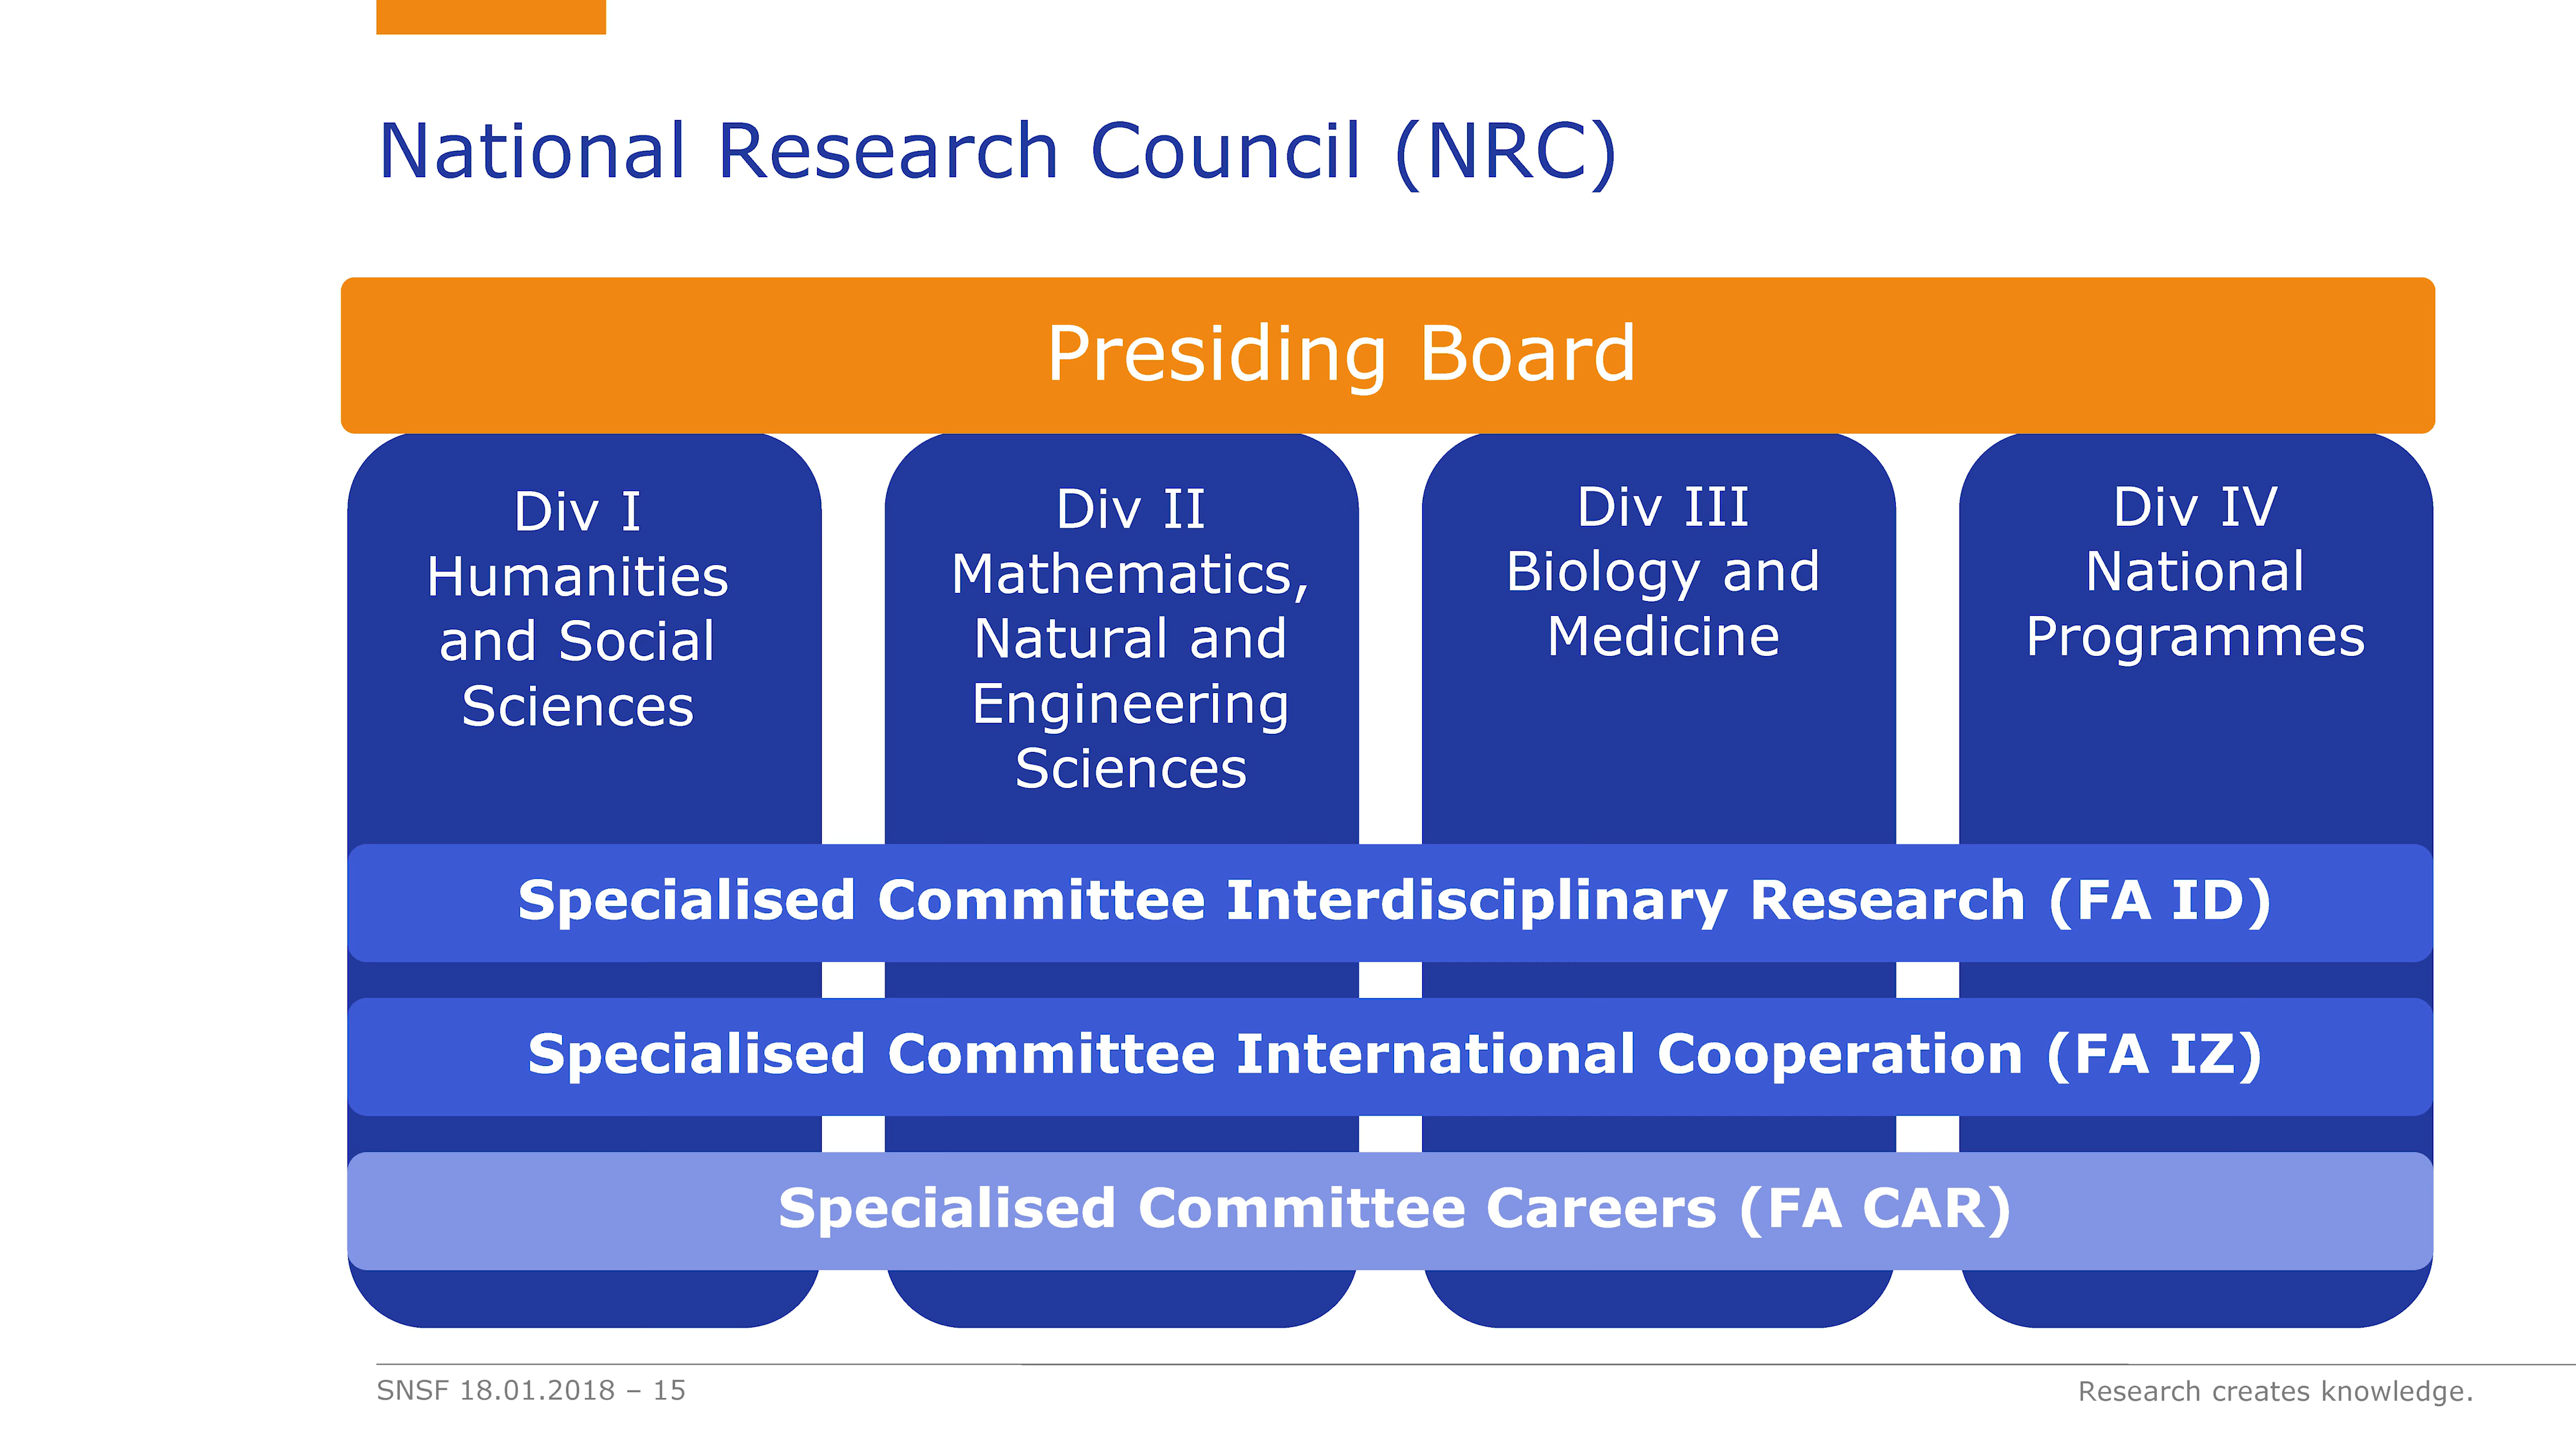 National Research Council (NRC)
Presiding Board
Div I
Humanities
and Social
Sciences
Div II
Mathematics,
Natural and
Engineering
Sciences
Div III
Biology and
Medicine
Div IV
National
Programmes
Specialised Committee Interdisciplinary Research (FA ID)
Specialised Committee International Cooperation (FA IZ)
Specialised Committee Careers (FA CAR)
SNSF 18.01.2018 – 15
Research creates knowledge.